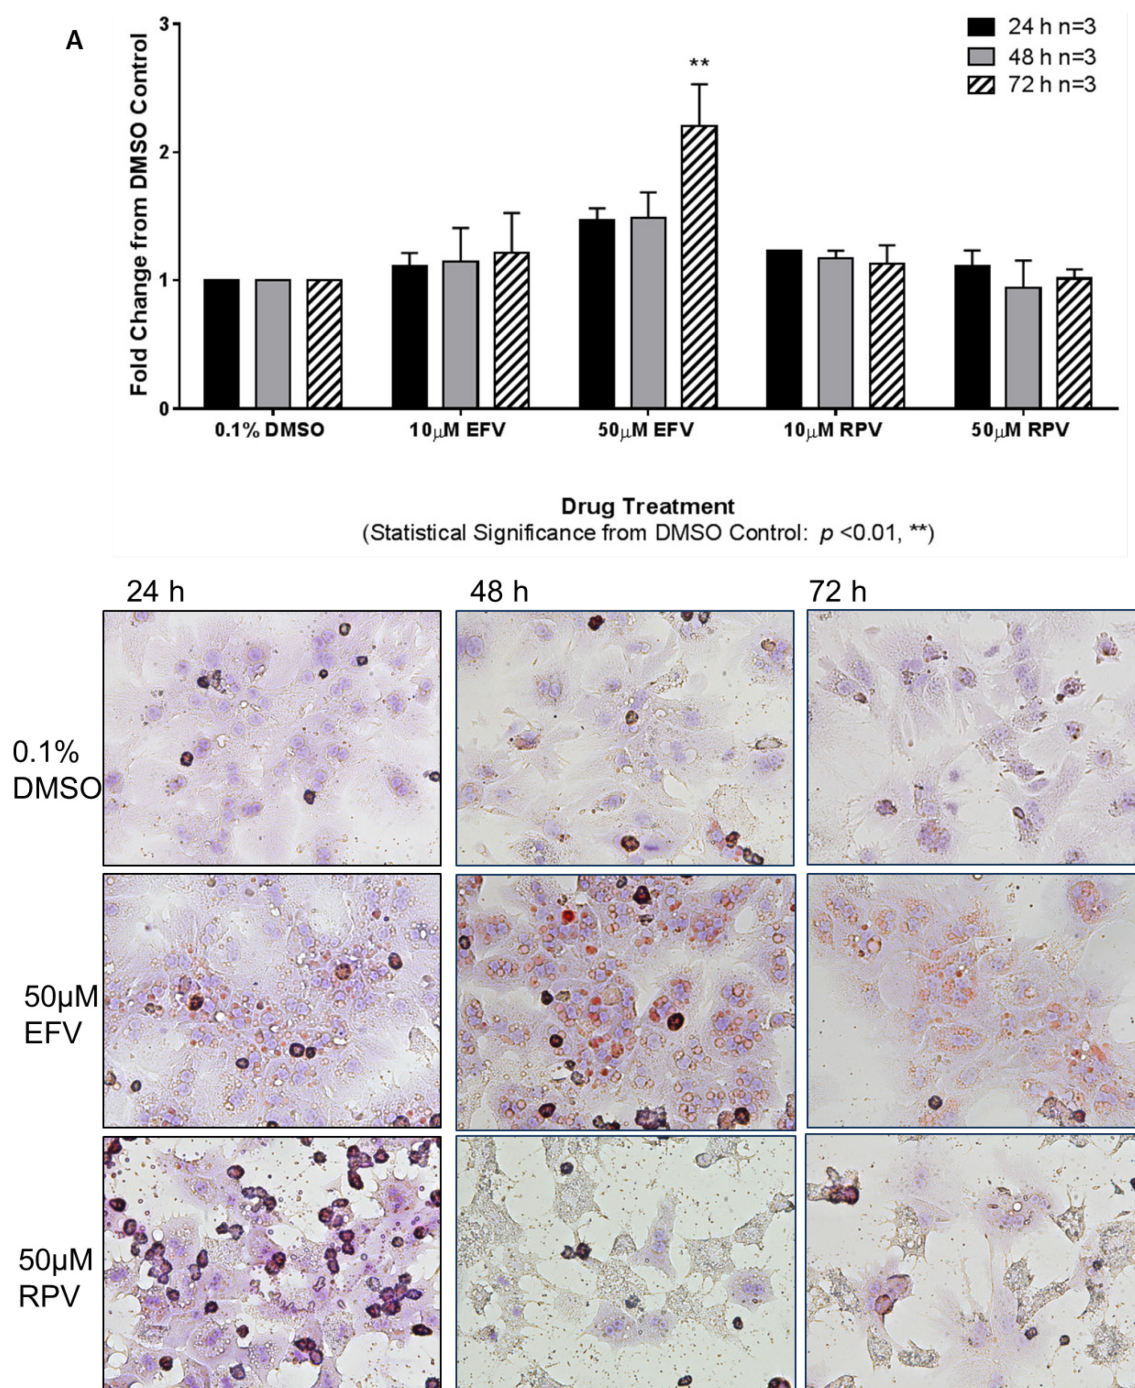 A
3
2
1
0
Fold Change from DMSO Control
24 h n=3
48 h n=3
72 h n=3
**
0.1% DMSO
10µM EFV
50µM EFV
10µM RPV
50µM RPV
Drug Treatment
(Statistical Significance from DMSO Control: p <0.01, **)
24 h
48 h
72 h
0.1%
DMSO
50µM
EFV
50µM
RPV